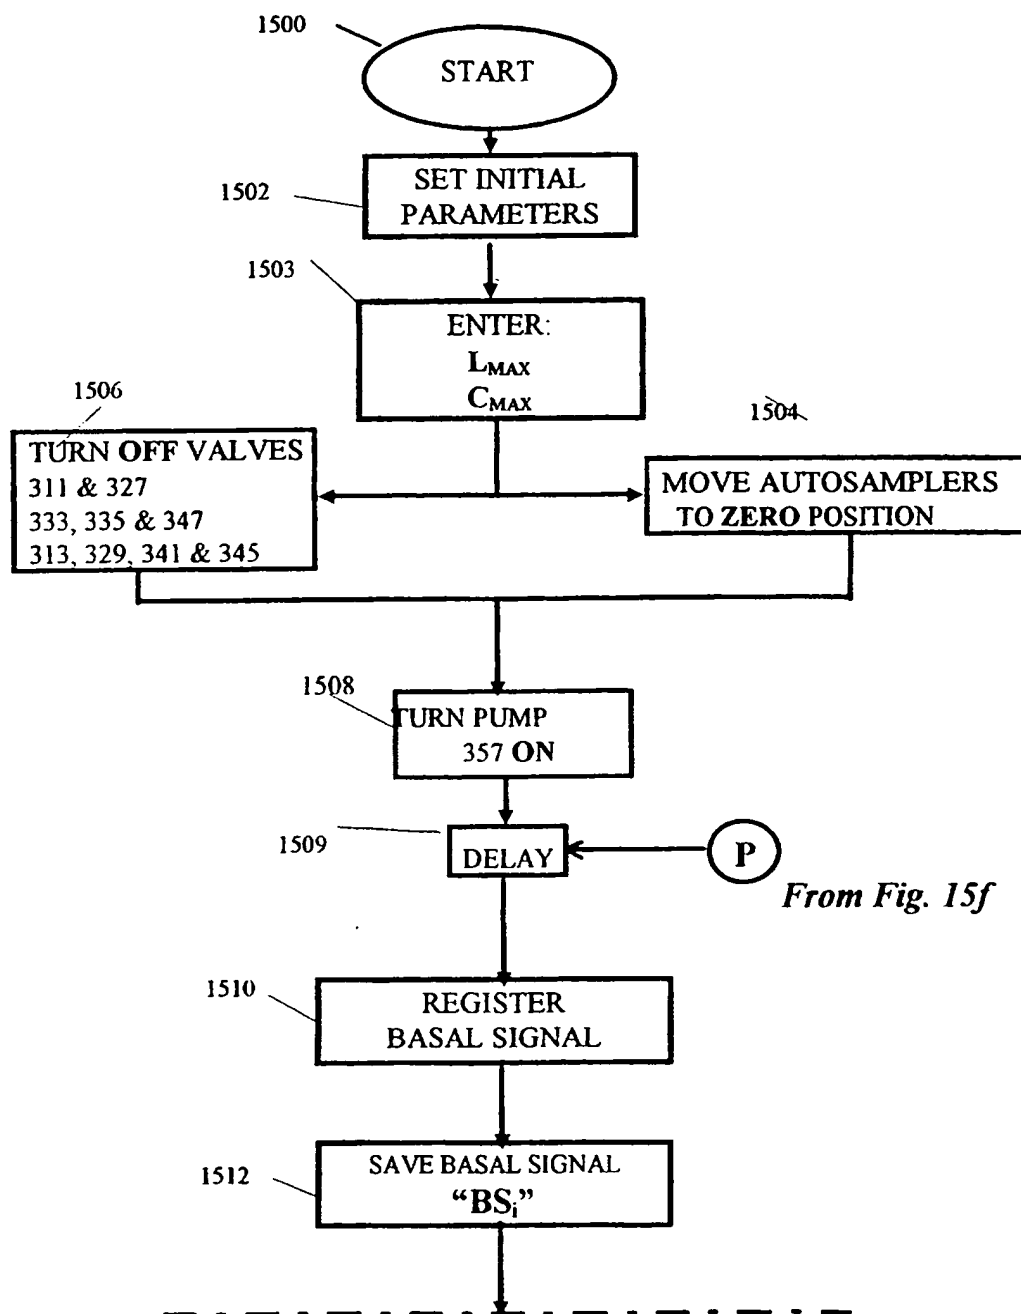 1500
START
1502
SET INITIAL
PARAMETERS
1503
ENTER:
LMAX
CMAX
1506
TURN OFF VALVES
311 & 327
333, 335 & 347
313, 329, 341 & 345
1504
MOVE AUTOSAMPLERS
TO ZERO POSITION
1508
TURN PUMP
357 ON
1509
DELAY
P
From Fig. 15f
1510
REGISTER
BASAL SIGNAL
1512
SAVE BASAL SIGNAL
“BSi”